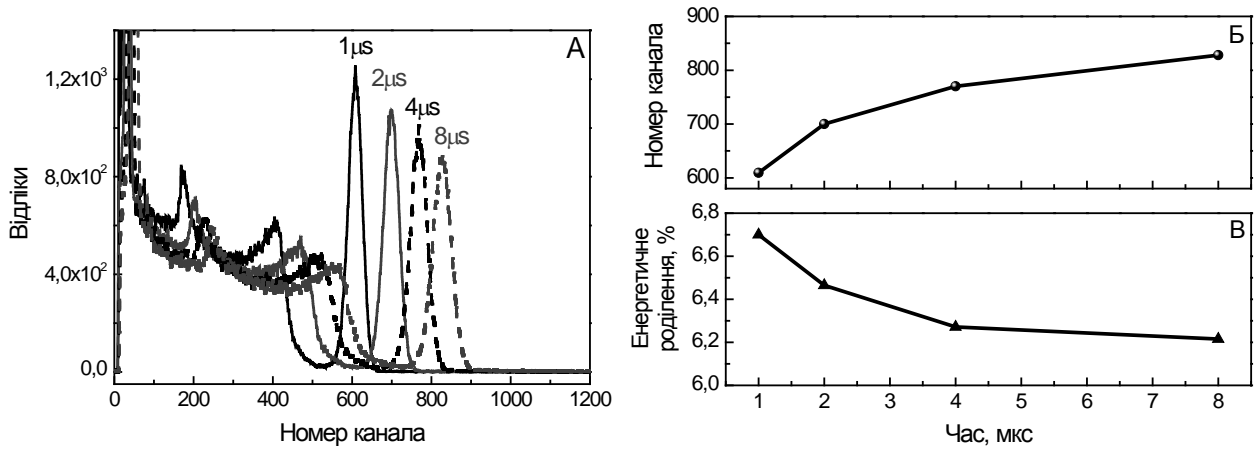 А
1μs
2μs
4μs
8μs
1,2x10³
8,0x10²
4,0x10²
0,0
Відліки
0 200 400 600 800 1000 1200
Номер канала
Б
900
800
700
600
Номер канала
В
6,8
6,6
6,4
6,2
6,0
Енергетичне
роділення, %
1 2 3 4 5 6 7 8
Час, мкс